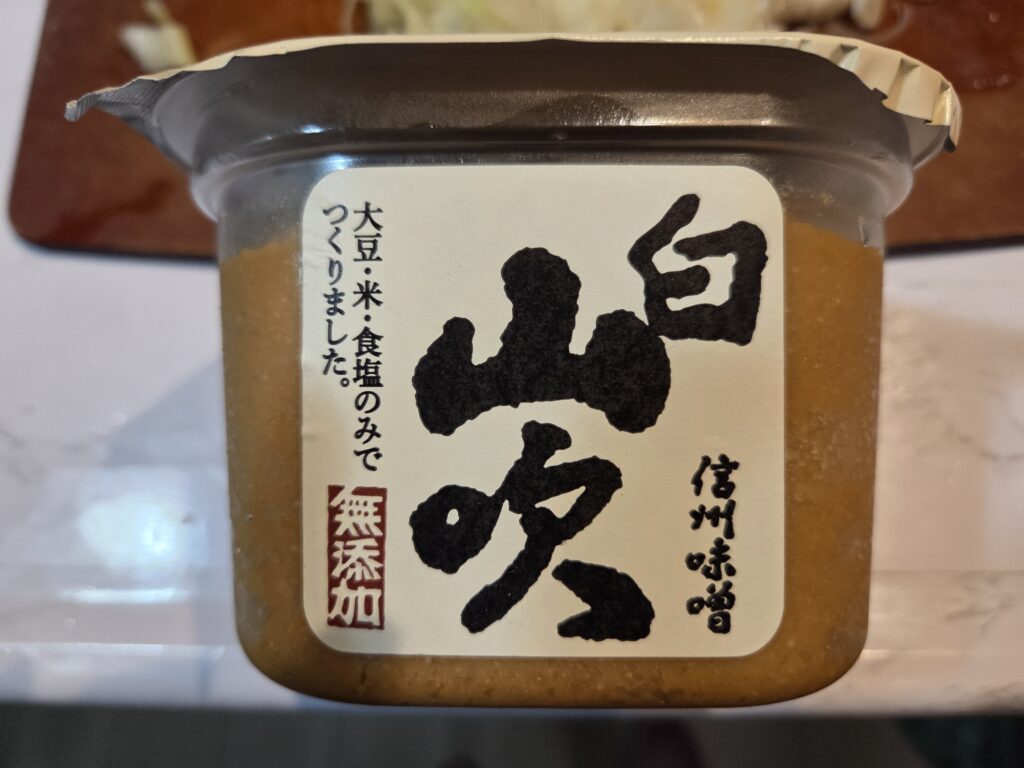 白
山吹
信州味噌
大豆・米・食塩のみで
つくりました。
無添加